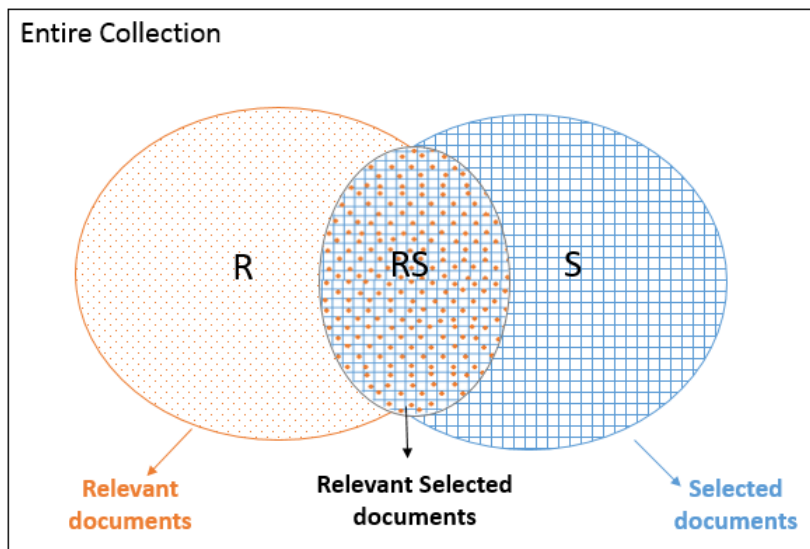 Entire Collection
R
RS
S
Relevant
documents
Relevant Selected
documents
Selected
documents